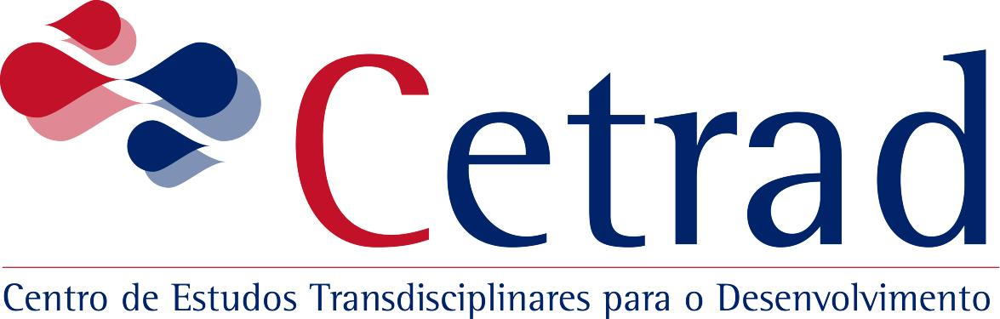 Cetrad
Centro de Estudos Transdisciplinares para o Desenvolvimento